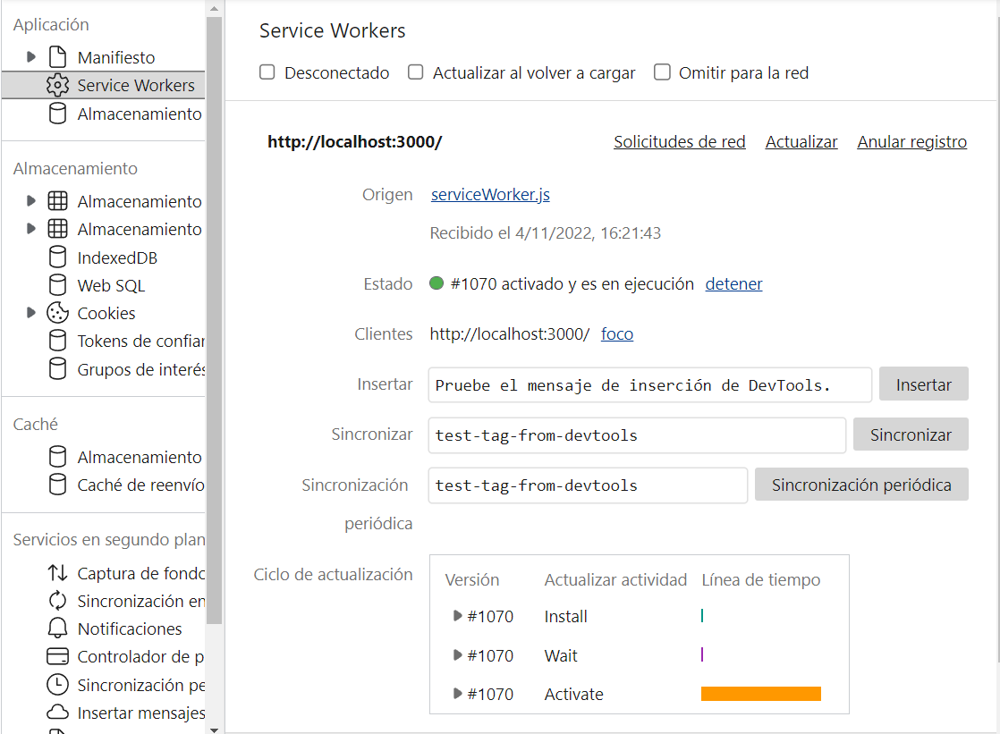 Aplicación
Manifiesto
Service Workers
Almacenamiento
Almacenamiento
Almacenamiento
Almacenamiento
IndexedDB
Web SQL
Cookies
Tokens de confiar
Grupos de interés
Caché
Almacenamiento
Caché de reenvío
Servicios en segundo plan
Captura de fondo
Sincronización en
Notificaciones
Controlador de p
Sincronización pe
Insertar mensajes
Service Workers
Desconectado Actualizar al volver a cargar Omitir para la red
http://localhost:3000/ Solicitudes de red Actualizar Anular registro
Origen serviceWorker.js
Recibido el 4/11/2022, 16:21:43
Estado #1070 activado y es en ejecución detener
Clientes http://localhost:3000/ foco
Insertar Pruebe el mensaje de inserción de DevTools. Insertar
Sincronizar test-tag-from-devtools Sincronizar
Sincronización test-tag-from-devtools Sincronización periódica
periódica
Ciclo de actualización Versión Actualizar actividad Línea de tiempo
#1070 Install
#1070 Wait
#1070 Activate